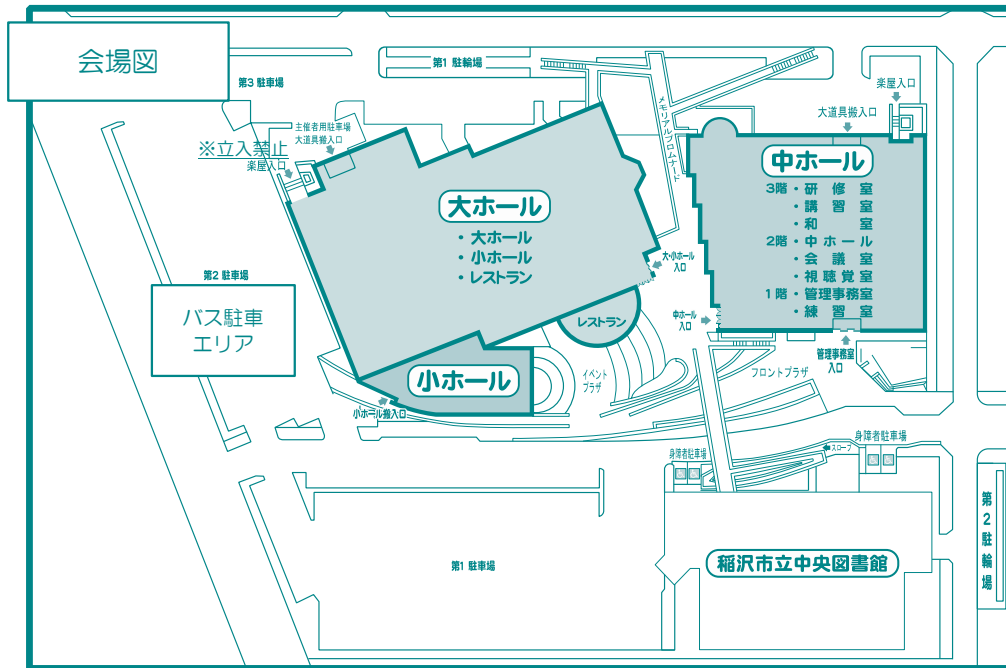 会場図
第1 駐輪場
第3 駐車場
楽屋入口
大道具搬入口
主催者用駐車場
大道具搬入口
※立入禁止
楽屋入口
メモリアルプロムナード
中ホール
3階・研修室
・講習室
・和室
2階・中ホール
・会議室
・視聴覚室
1階・管理事務室
・練習室
大ホール
・大ホール
・小ホール
・レストラン
大・小ホール
入口
第2 駐車場
バス駐車
エリア
レストラン
中ホール
入口
管理事務室
入口
小ホール
イベント
プラザ
フロントプラザ
小ホール搬入口
身障者駐車場
スロープ
身障者駐車場
第2駐輪場
第1 駐車場
稲沢市立中央図書館